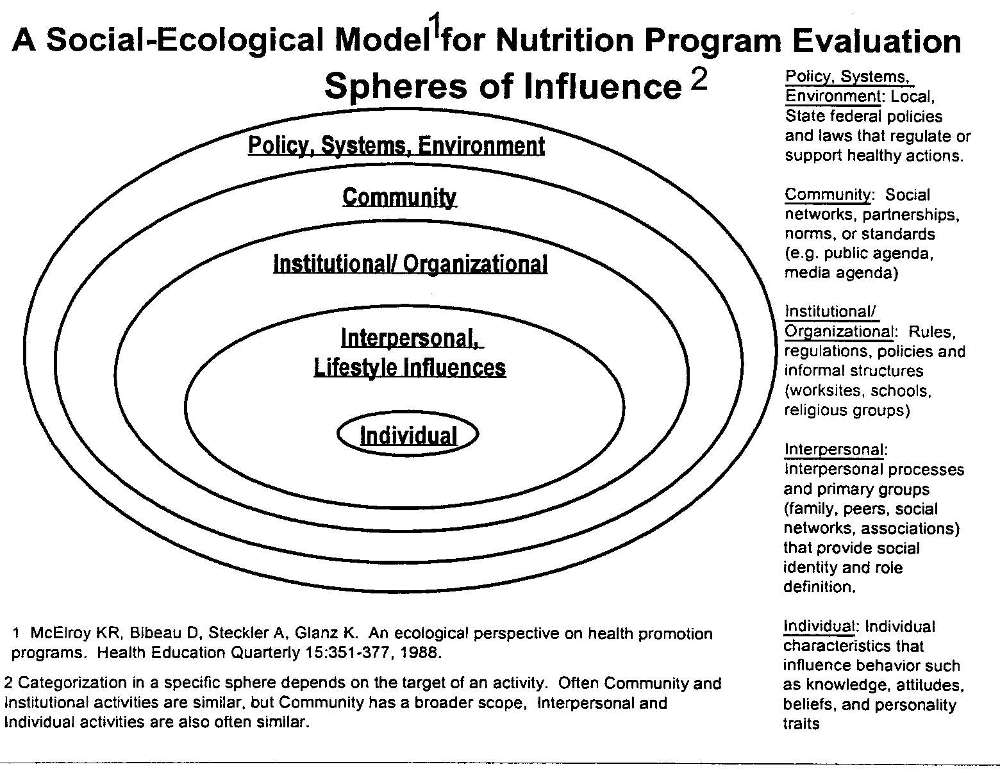 A Social-Ecological Model1for Nutrition Program Evaluation
Spheres of Influence 2
Policy, Systems, Environment
Community
Institutional/ Organizational
Interpersonal,
Lifestyle Influences
Individual
Policy, Systems,
Environment: Local,
State federal policies
and laws that regulate or
support healthy actions.
Community: Social
networks, partnerships,
norms, or standards
(e.g. public agenda,
media agenda)
Institutional/
Organizational: Rules,
regulations, policies and
informal structures
(worksites, schools,
religious groups)
Interpersonal:
Interpersonal processes
and primary groups
(family, peers, social
networks, associations)
that provide social
identity and role
definition.
Individual: Individual
characteristics that
influence behavior such
as knowledge, attitudes,
beliefs, and personality
traits
1 McElroy KR, Bibeau D, Steckler A, Glanz K. An ecological perspective on health promotion
programs. Health Education Quarterly 15:351-377, 1988.
2 Categorization in a specific sphere depends on the target of an activity. Often Community and
Institutional activities are similar, but Community has a broader scope, Interpersonal and
Individual activities are also often similar.